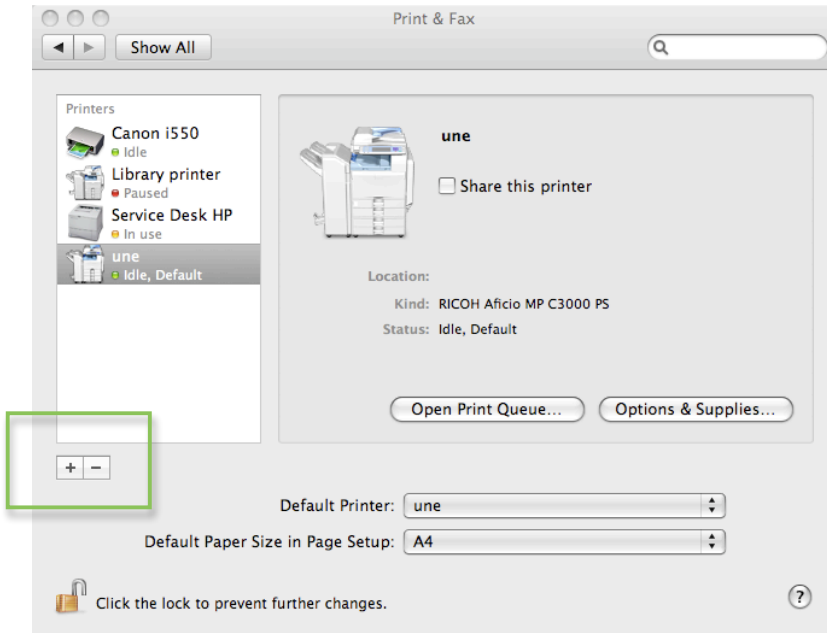 Print & Fax
Show All
Printers
Canon i550
Idle
Library printer
Paused
Service Desk HP
In use
une
Idle, Default
une
Share this printer
Location:
Kind: RICOH Aficio MP C3000 PS
Status: Idle, Default
Open Print Queue...
Options & Supplies...
+ −
Default Printer: une
Default Paper Size in Page Setup: A4
Click the lock to prevent further changes.
?